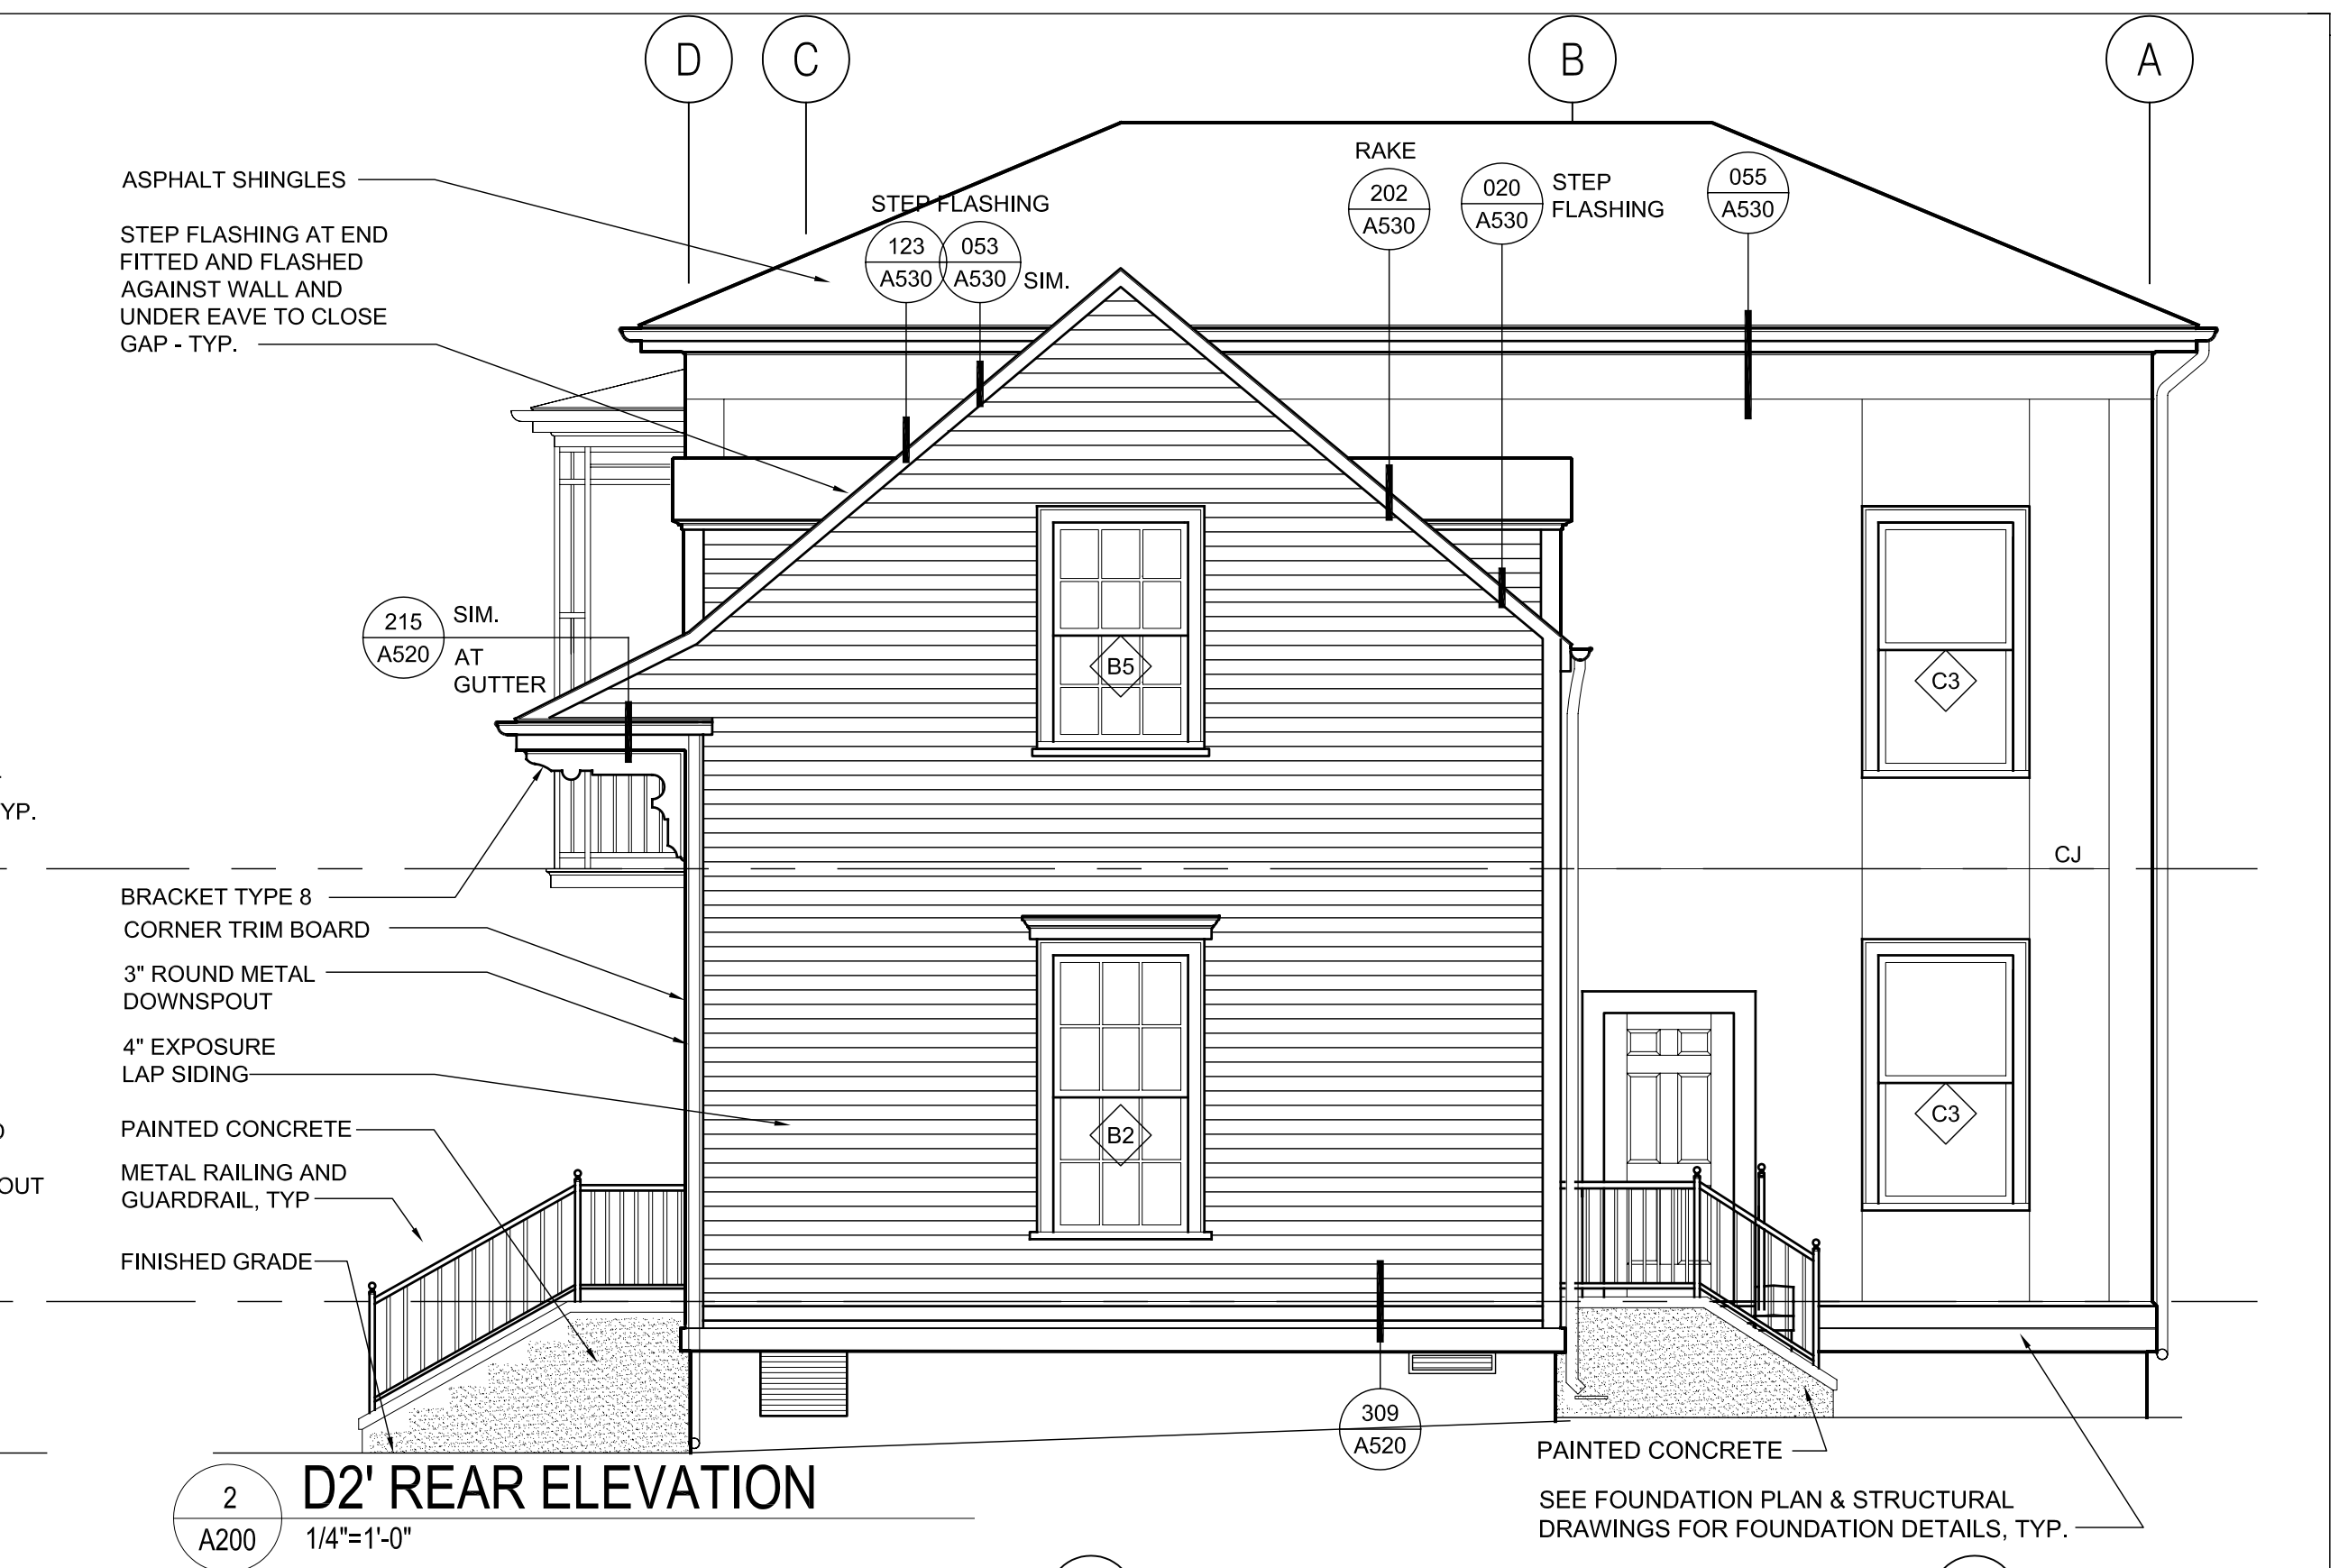 D
C
B
A
ASPHALT SHINGLES
STEP FLASHING AT END
FITTED AND FLASHED
AGAINST WALL AND
UNDER EAVE TO CLOSE
GAP - TYP.
STEP FLASHING
123
A530
053
A530
SIM.
RAKE
202
A530
020
A530
STEP
FLASHING
055
A530
215
A520
SIM.
AT
GUTTER
B5
C3
YP.
CJ
BRACKET TYPE 8
CORNER TRIM BOARD
3" ROUND METAL
DOWNSPOUT
4" EXPOSURE
LAP SIDING
PAINTED CONCRETE
METAL RAILING AND
GUARDRAIL, TYP
OUT
FINISHED GRADE
B2
C3
309
A520
PAINTED CONCRETE
SEE FOUNDATION PLAN & STRUCTURAL
DRAWINGS FOR FOUNDATION DETAILS, TYP.
2
A200
D2' REAR ELEVATION
1/4"=1'-0"